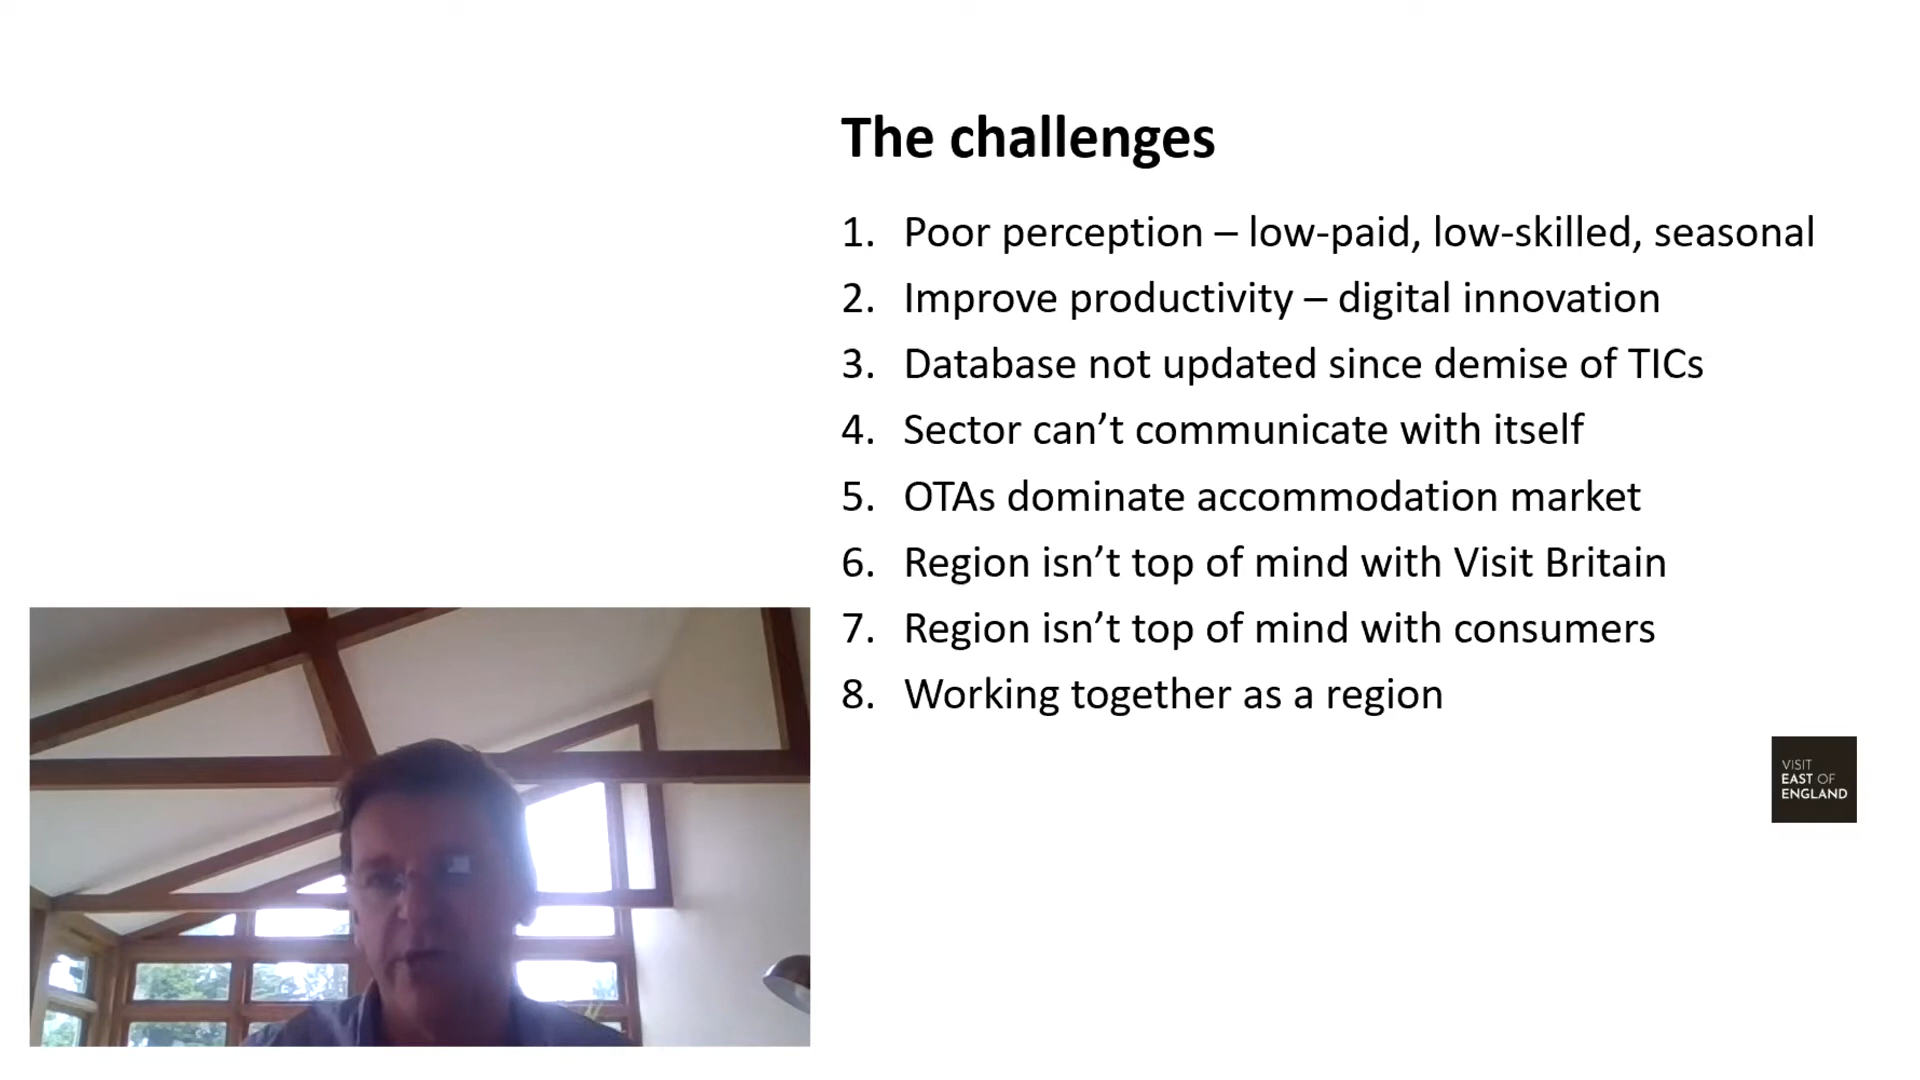 The challenges
1. Poor perception – low-paid, low-skilled, seasonal
2. Improve productivity – digital innovation
3. Database not updated since demise of TICs
4. Sector can’t communicate with itself
5. OTAs dominate accommodation market
6. Region isn’t top of mind with Visit Britain
7. Region isn’t top of mind with consumers
8. Working together as a region
VISIT
EAST OF
ENGLAND